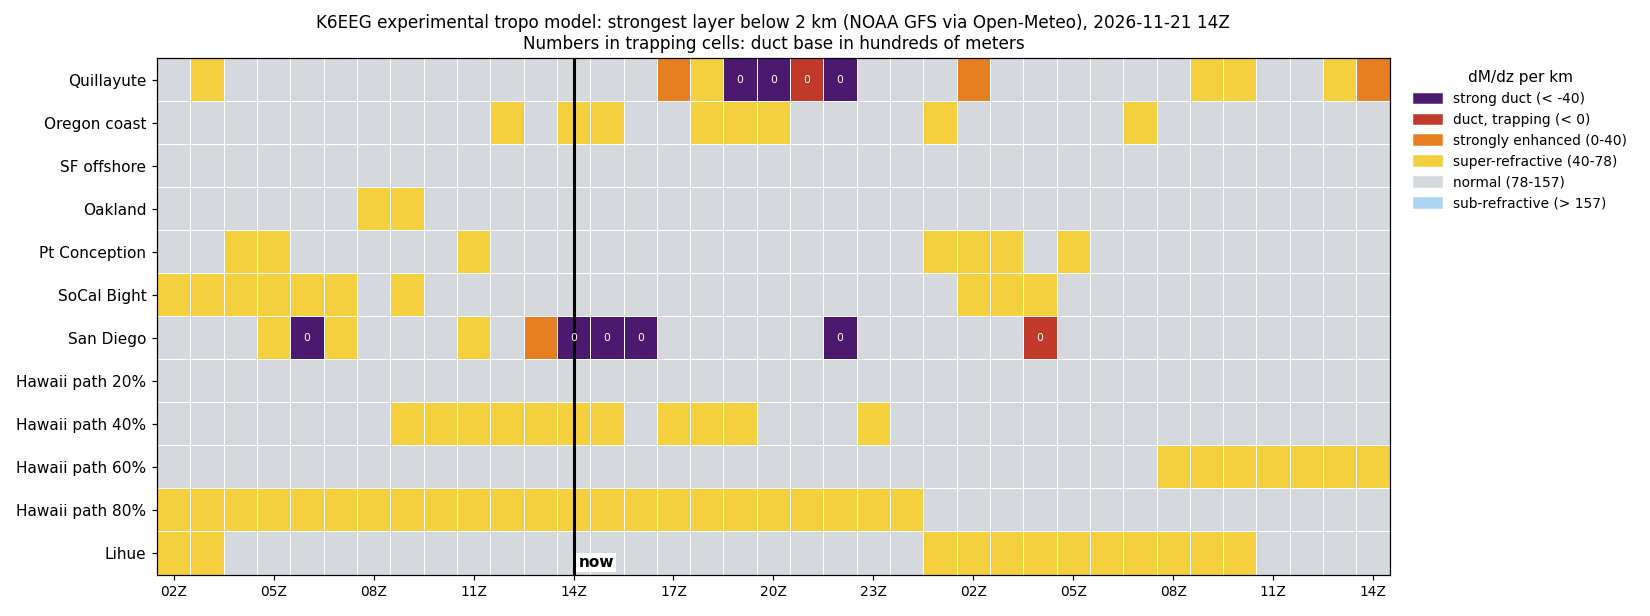 K6EEG experimental tropo model: strongest layer below 2 km (NOAA GFS via Open-Meteo), 2026-11-21 14Z
Numbers in trapping cells: duct base in hundreds of meters
Quillayute 0 0 0 0
Oregon coast
SF offshore
Oakland
Pt Conception
SoCal Bight
San Diego 0 0 0 0 0 0
Hawaii path 20%
Hawaii path 40%
Hawaii path 60%
Hawaii path 80%
Lihue
now
02Z 05Z 08Z 11Z 14Z 17Z 20Z 23Z 02Z 05Z 08Z 11Z 14Z
dM/dz per km
strong duct (< -40)
duct, trapping (< 0)
strongly enhanced (0-40)
super-refractive (40-78)
normal (78-157)
sub-refractive (> 157)